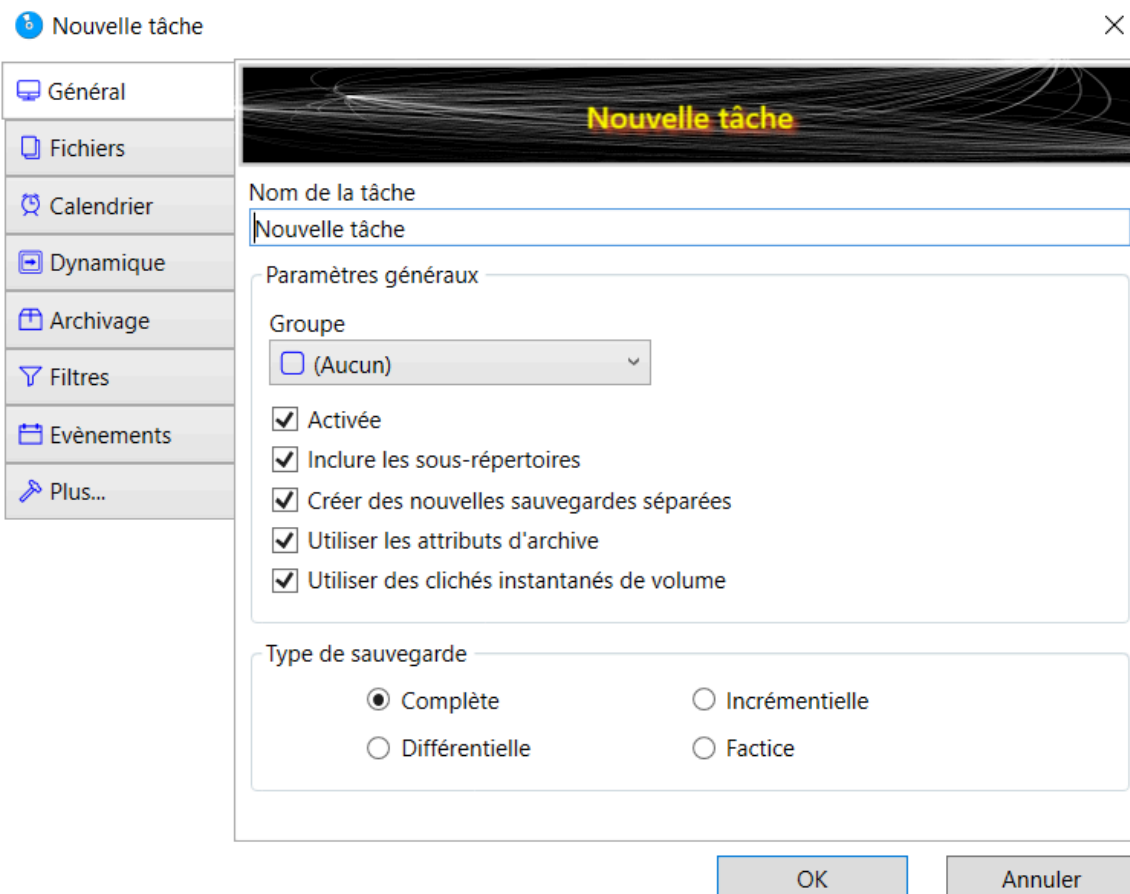 Nouvelle tâche
Général
Fichiers
Calendrier
Dynamique
Archivage
Filtres
Evènements
Plus...
Nouvelle tâche
Nom de la tâche
Nouvelle tâche
Paramètres généraux
Groupe
(Aucun)
Activée
Inclure les sous-répertoires
Créer des nouvelles sauvegardes séparées
Utiliser les attributs d'archive
Utiliser des clichés instantanés de volume
Type de sauvegarde
Complète Incrémentielle
Différentielle Factice
OK Annuler